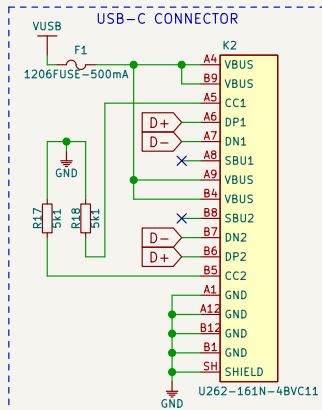 USB-C CONNECTOR
VUSB
F1
1206FUSE-500mA
K2
A4 VBUS
B9 VBUS
A5 CC1
D+ A6 DP1
D- A7 DN1
A8 SBU1
A9 VBUS
B4 VBUS
B8 SBU2
D- B7 DN2
D+ B6 DP2
B5 CC2
A1 GND
A12 GND
B12 GND
B1 GND
SH SHIELD
GND
R17 5k1
R18 5k1
GND
U262-161N-4BVC11